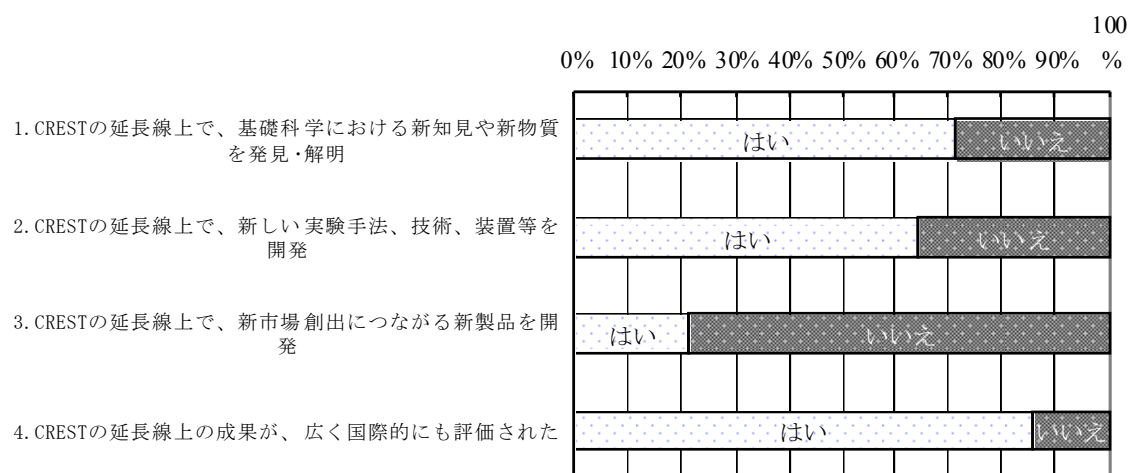 100
0% 10% 20% 30% 40% 50% 60% 70% 80% 90% %
1.CRESTの延長線上で、基礎科学における新知見や新物質
を発見・解明
はい いいえ
2.CRESTの延長線上で、新しい実験手法、技術、装置等を
開発
はい いいえ
3.CRESTの延長線上で、新市場創出につながる新製品を開
発
はい いいえ
4.CRESTの延長線上の成果が、広く国際的にも評価された
はい いいえ